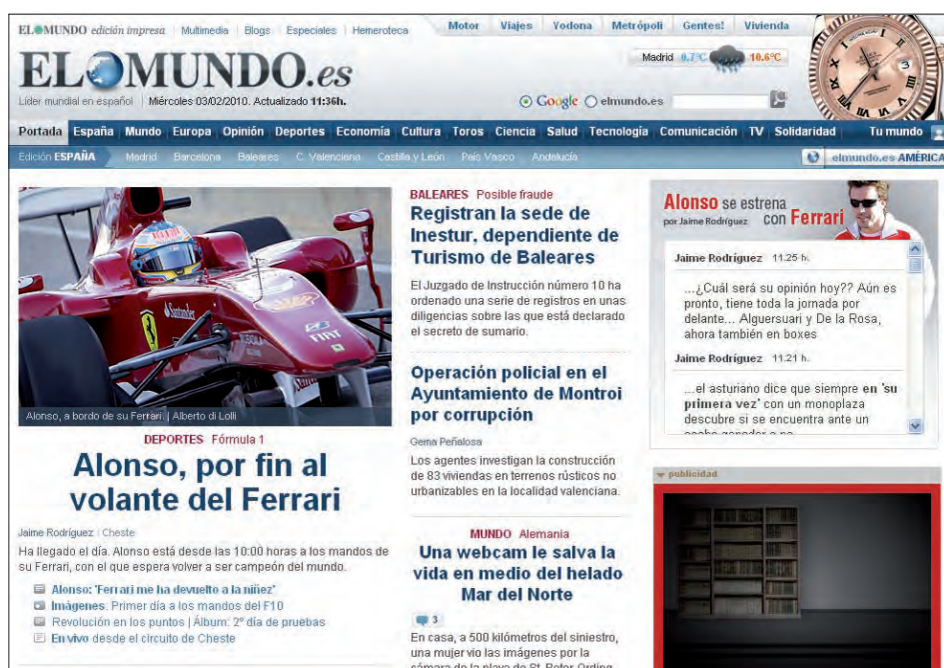 EL MUNDO edición impresa | Multimedia | Blogs | Especiales | Hemeroteca
Motor | Viajes | Yodona | Metrópoli | Gentes! | Vivienda
EL MUNDO.es
Líder mundial en español | Miércoles 03/02/2010. Actualizado 11:36h.
Madrid 0.7°C 10.6°C
Google elmundo.es
Portada España Mundo Europa Opinión Deportes Economía Cultura Toros Ciencia Salud Tecnología Comunicación TV Solidaridad Tu mundo
Edición ESPAÑA Madrid Barcelona Baleares C. Valenciana Castilla y León País Vasco Andalucía
elmundo.es AMÉRICA
Santander
FIAT
Alonso, a bordo de su Ferrari. | Alberto di Lolli
DEPORTES Fórmula 1
Alonso, por fin al
volante del Ferrari
Jaime Rodríguez | Cheste
Ha llegado el día. Alonso está desde las 10:00 horas a los mandos de
su Ferrari, con el que espera volver a ser campeón del mundo.
Alonso: 'Ferrari me ha devuelto a la niñez'
Imágenes: Primer día a los mandos del F10
Revolución en los puntos | Álbum: 2º día de pruebas
En vivo desde el circuito de Cheste
BALEARES Posible fraude
Registran la sede de
Inestur, dependiente de
Turismo de Baleares
El Juzgado de Instrucción número 10 ha
ordenado una serie de registros en unas
diligencias sobre las que está declarado
el secreto de sumario.
Operación policial en el
Ayuntamiento de Montroi
por corrupción
Gema Peñalosa
Los agentes investigan la construcción
de 83 viviendas en terrenos rústicos no
urbanizables en la localidad valenciana.
MUNDO Alemania
Una webcam le salva la
vida en medio del helado
Mar del Norte
3
En casa, a 500 kilómetros del siniestro,
una mujer vio las imágenes por la
cámara de la playa de St. Peter-Ording
Alonso se estrena
por Jaime Rodríguez con Ferrari
Jaime Rodríguez 11.25 h.
...¿Cuál será su opinión hoy?? Aún es
pronto, tiene toda la jornada por
delante... Alguersuari y De la Rosa,
ahora también en boxes
Jaime Rodríguez 11.21 h.
...el asturiano dice que siempre en 'su
primera vez' con un monoplaza
descubre si se encuentra ante un
publicidad